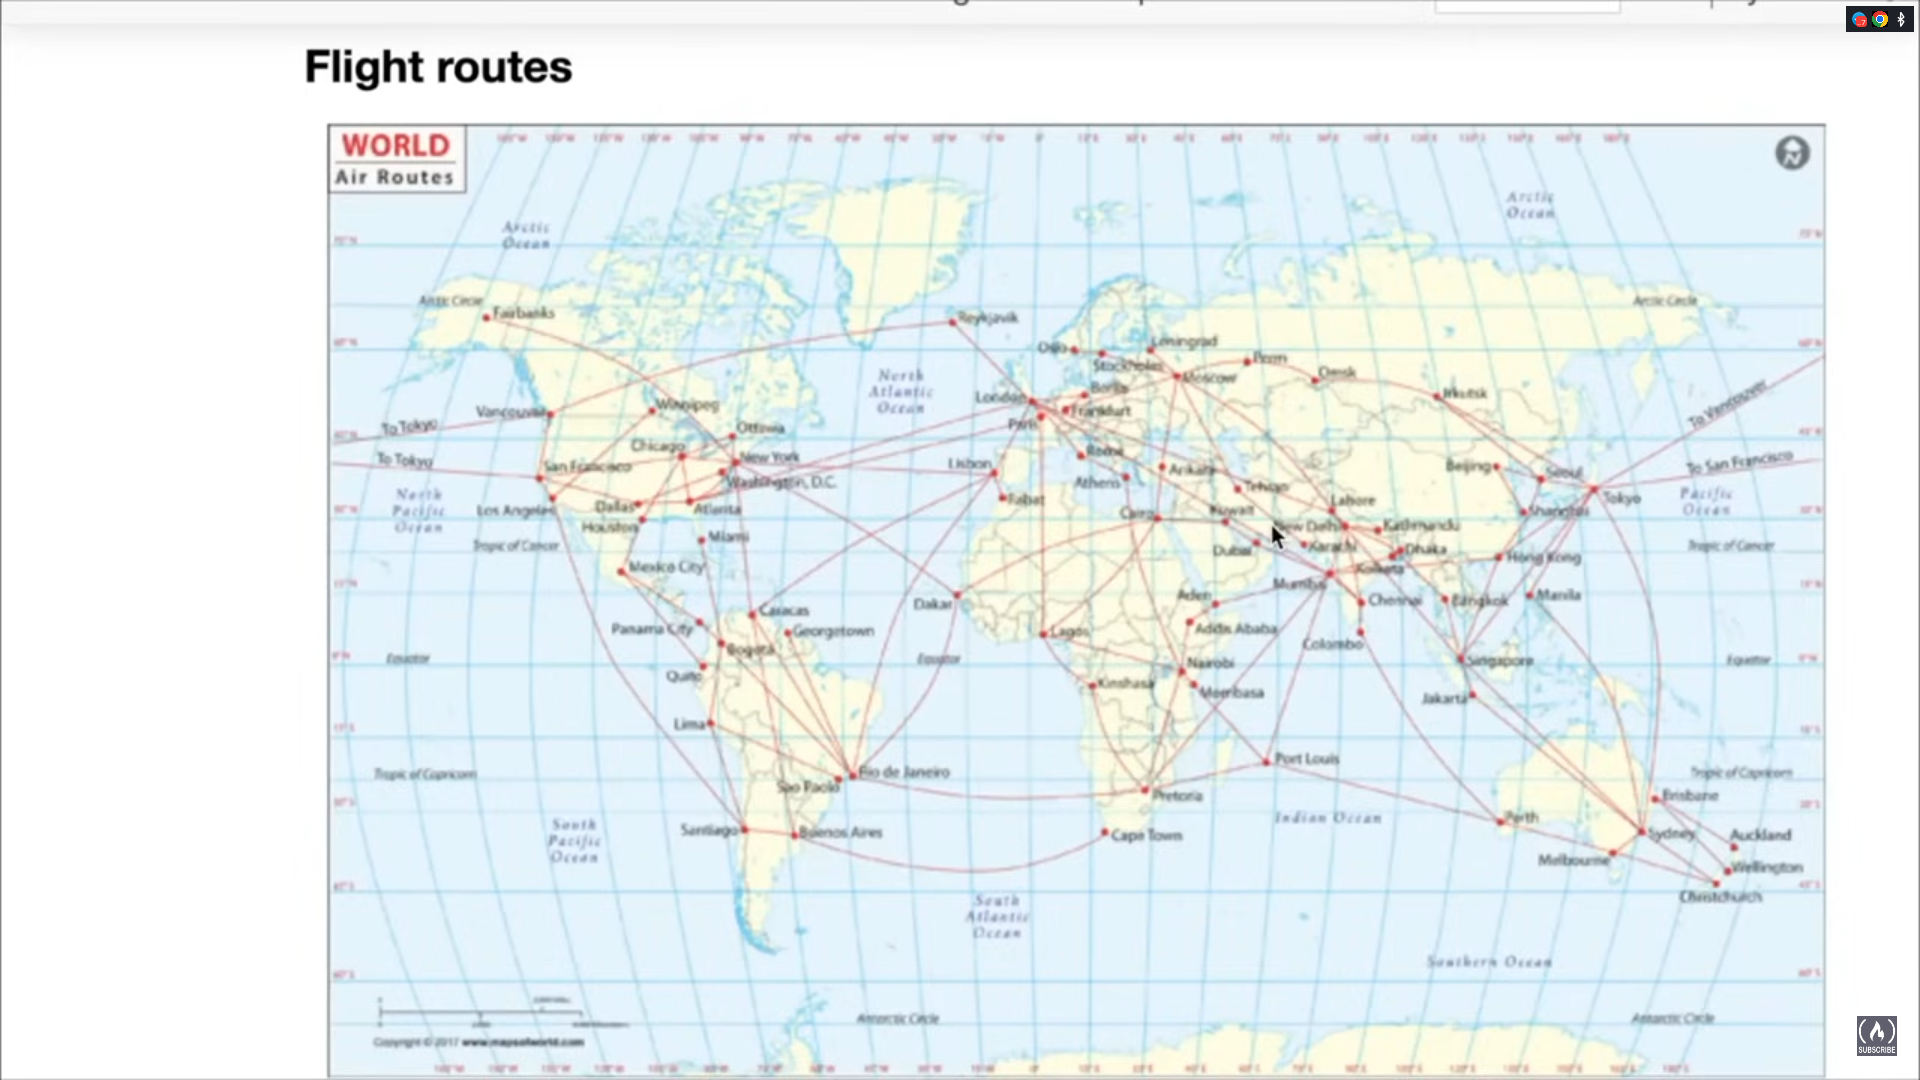 Flight routes
WORLD
Air Routes
Arctic
Ocean
Arctic
Ocean
Arctic Circle
Fairbanks
Reykjavik
Arctic Circle
Oslo
Leningrad
Stockholm
Moscow
Omsk
Irkutsk
North
Atlantic
Ocean
London
Berlin
Frankfurt
Paris
Vancouver
Winnipeg
To Tokyo
Ottawa
Chicago
To Vancouver
To Tokyo
San Francisco
New York
Washington, D.C.
Lisbon
Rome
Ankara
Athens
Tehran
Beijing
Seoul
To San Francisco
Tokyo
North
Pacific
Ocean
Pacific
Ocean
Los Angeles
Dallas
Atlanta
Houston
Miami
Cairo
Kuwait
Lahore
New Delhi
Kathmandu
Shanghai
Tropic of Cancer
Dubai
Karachi
Dhaka
Hong Kong
Tropic of Cancer
Mexico City
Kolkata
Mumbai
Dakar
Aden
Chennai
Bangkok
Manila
Caracas
Panama City
Georgetown
Lagos
Addis Ababa
Colombo
Bogota
Equator
Equator
Nairobi
Singapore
Equator
Quito
Kinshasa
Mombasa
Jakarta
Lima
Port Louis
Tropic of Capricorn
Rio de Janeiro
Sao Paolo
Pretoria
Tropic of Capricorn
Brisbane
South
Pacific
Ocean
Santiago
Buenos Aires
Cape Town
Indian Ocean
Perth
Sydney
Auckland
Melbourne
Wellington
Christchurch
South
Atlantic
Ocean
Southern Ocean
Antarctic Circle
Antarctic Circle
Copyright © 2017 www.mapsofworld.com
SUBSCRIBE